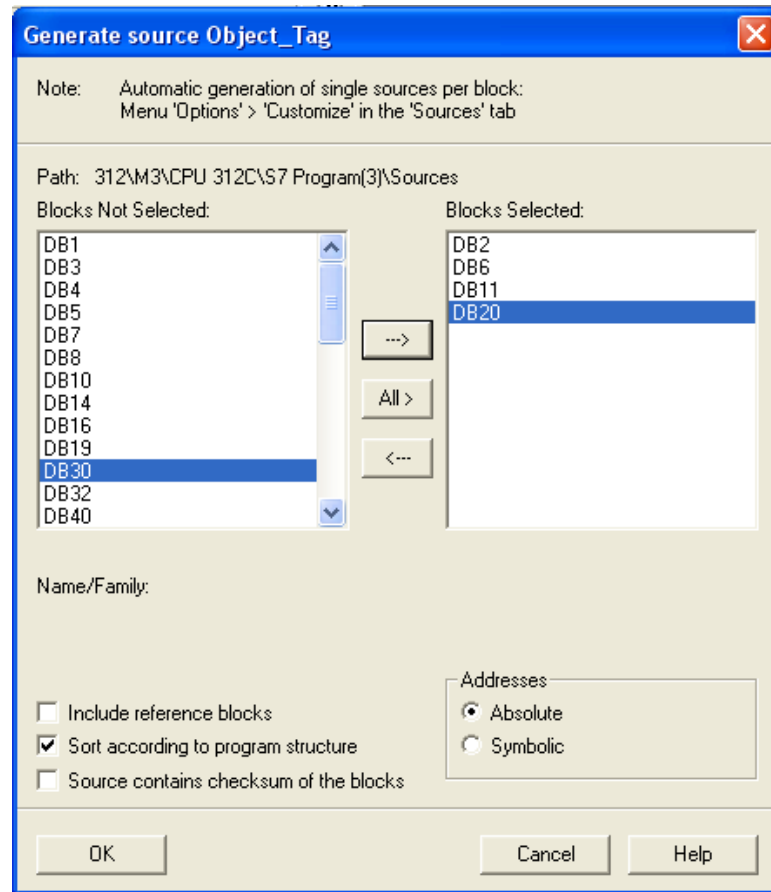 Generate source Object_Tag
Note: Automatic generation of single sources per block:
Menu 'Options' > 'Customize' in the 'Sources' tab
Path: 312\M3\CPU 312C\S7 Program(3)\Sources
Blocks Not Selected:
DB1
DB3
DB4
DB5
DB7
DB8
DB10
DB14
DB16
DB19
DB30
DB32
DB40
--->
All >
<---
Blocks Selected:
DB2
DB6
DB11
DB20
Name/Family:
Include reference blocks
Sort according to program structure
Source contains checksum of the blocks
Addresses
Absolute
Symbolic
OK
Cancel
Help